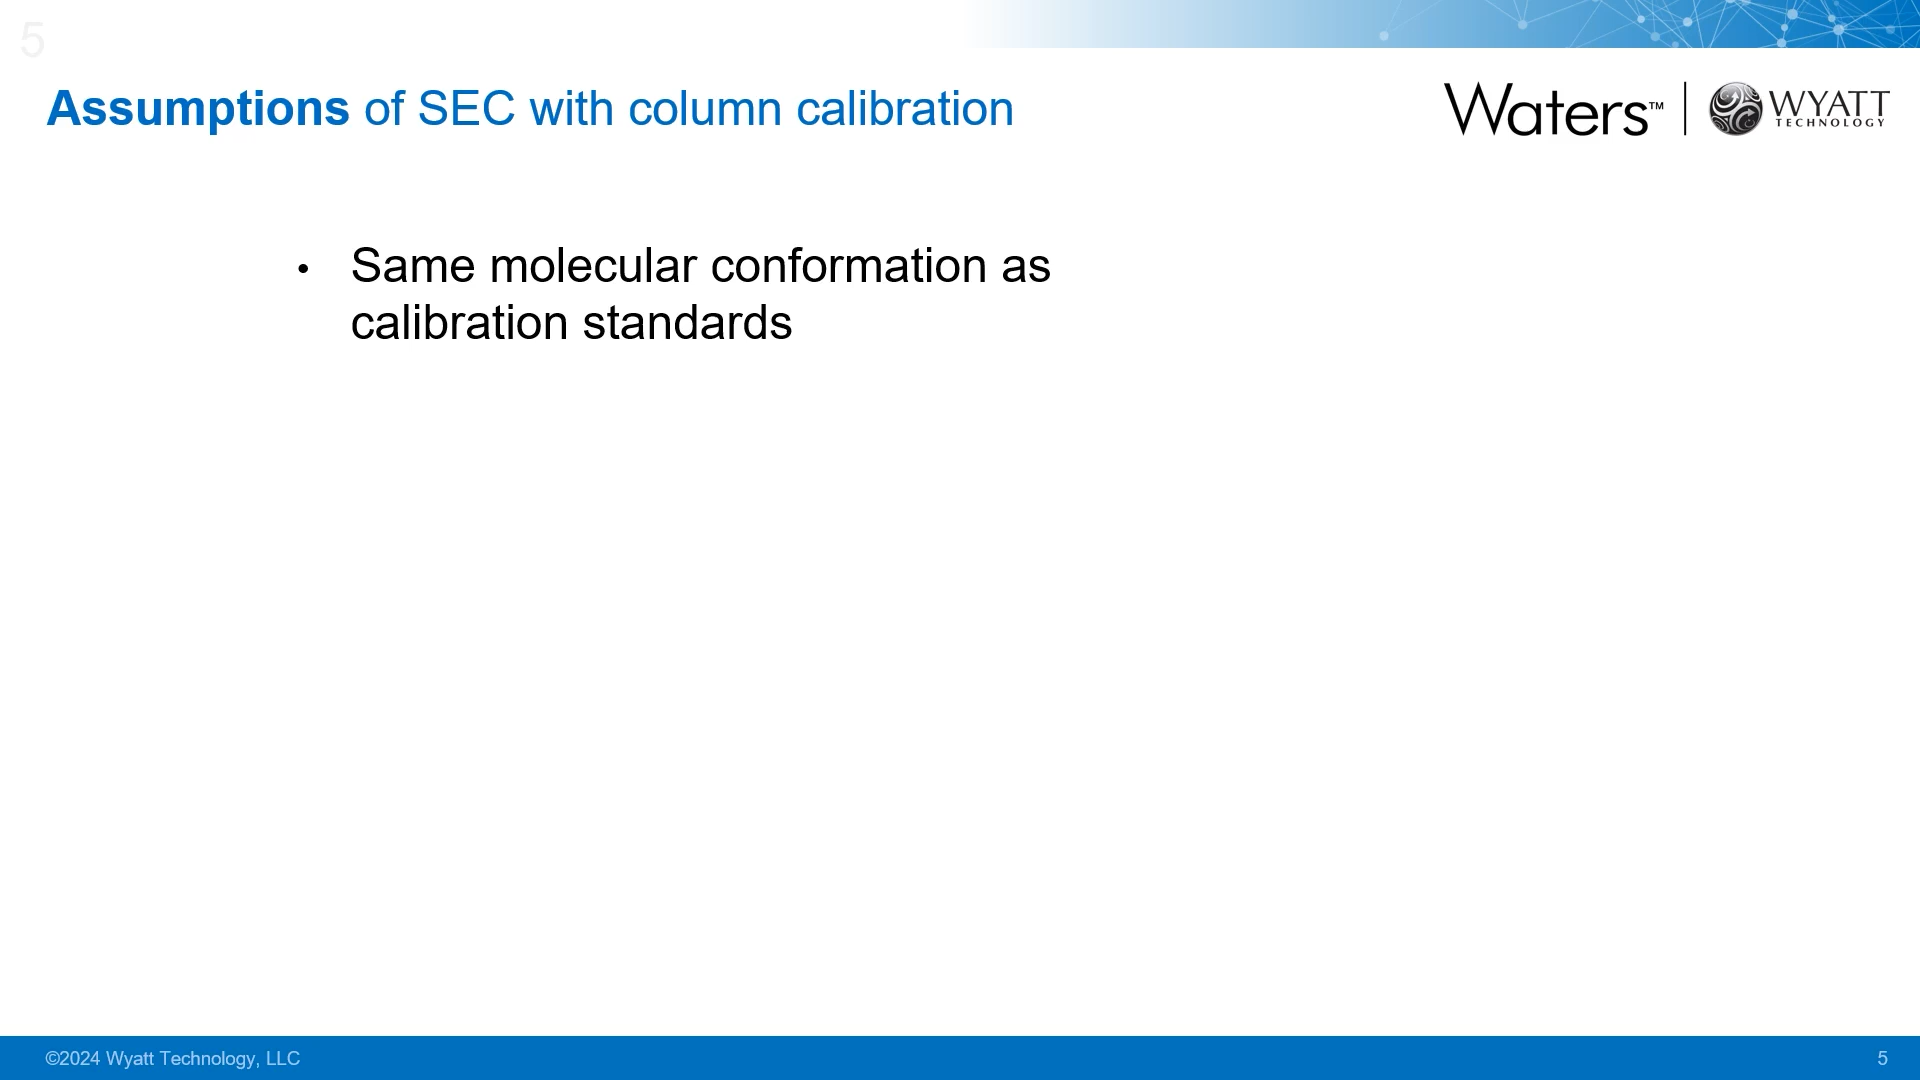 5
Assumptions of SEC with column calibration
Waters™ | WYATT
TECHNOLOGY
• Same molecular conformation as
calibration standards
©2024 Wyatt Technology, LLC
5